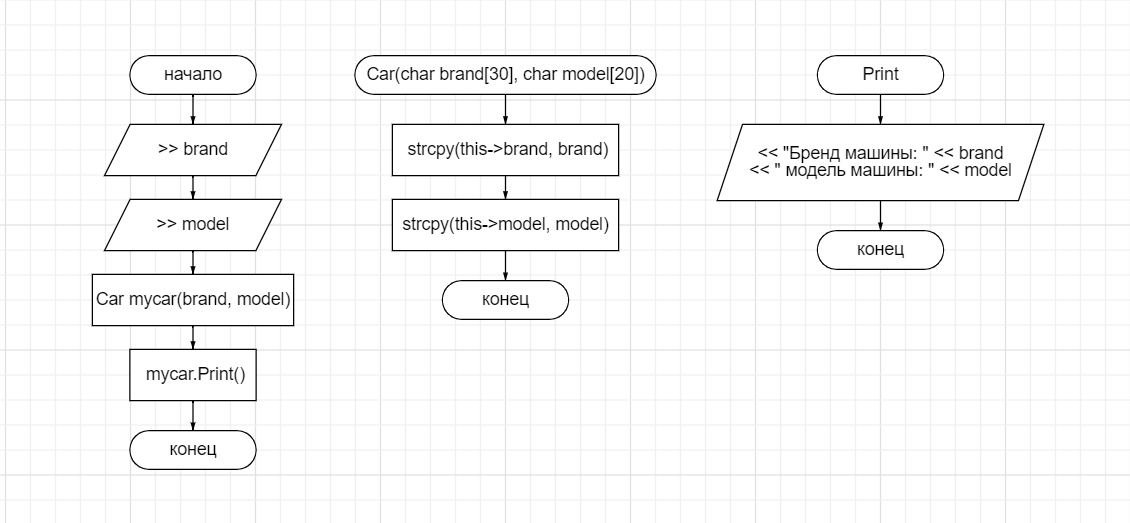 начало
>> brand
>> model
Car mycar(brand, model)
mycar.Print()
конец
Car(char brand[30], char model[20])
strcpy(this->brand, brand)
strcpy(this->model, model)
конец
Print
<< "Бренд машины: " << brand
<< " модель машины: " << model
конец